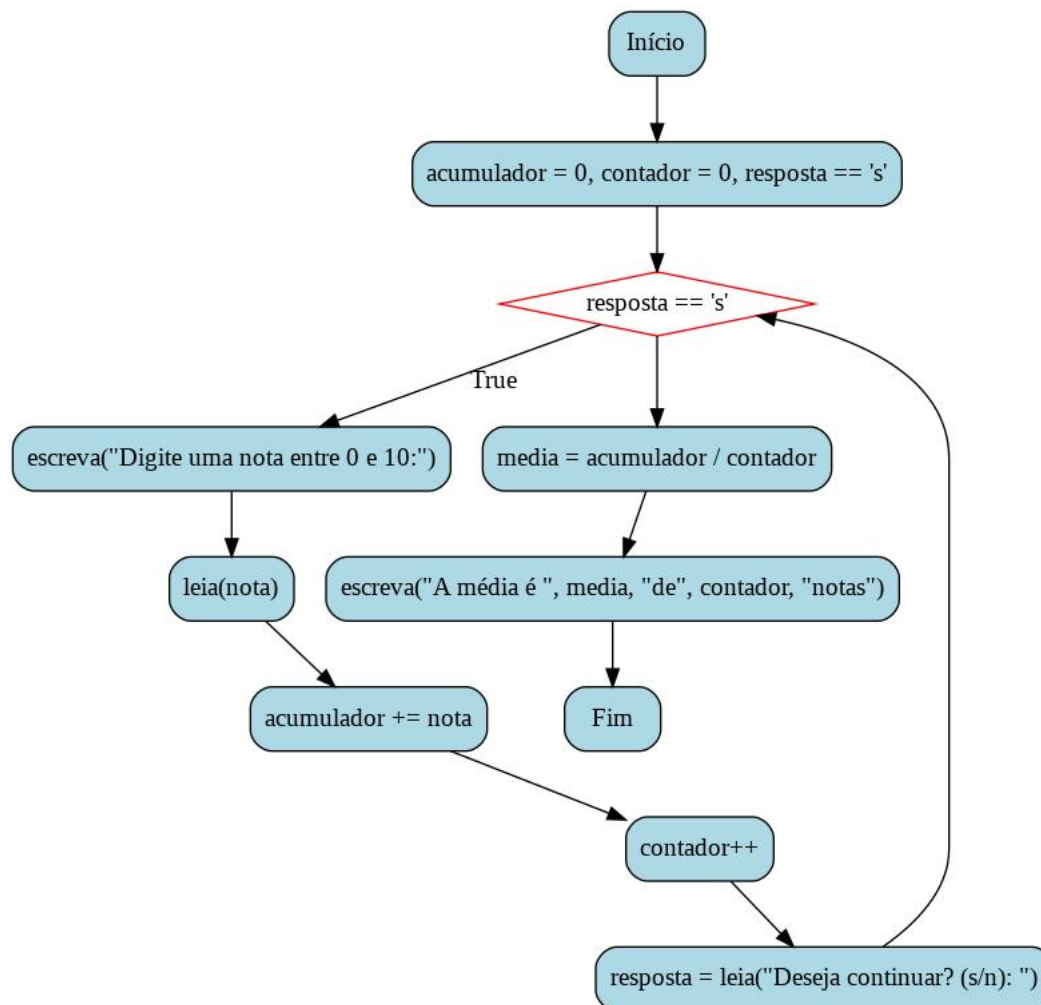 Início
acumulador = 0, contador = 0, resposta == 's'
resposta == 's'
True
escreva("Digite uma nota entre 0 e 10:")
media = acumulador / contador
leia(nota)
escreva("A média é ", media, "de", contador, "notas")
acumulador += nota
Fim
contador++
resposta = leia("Deseja continuar? (s/n): ")